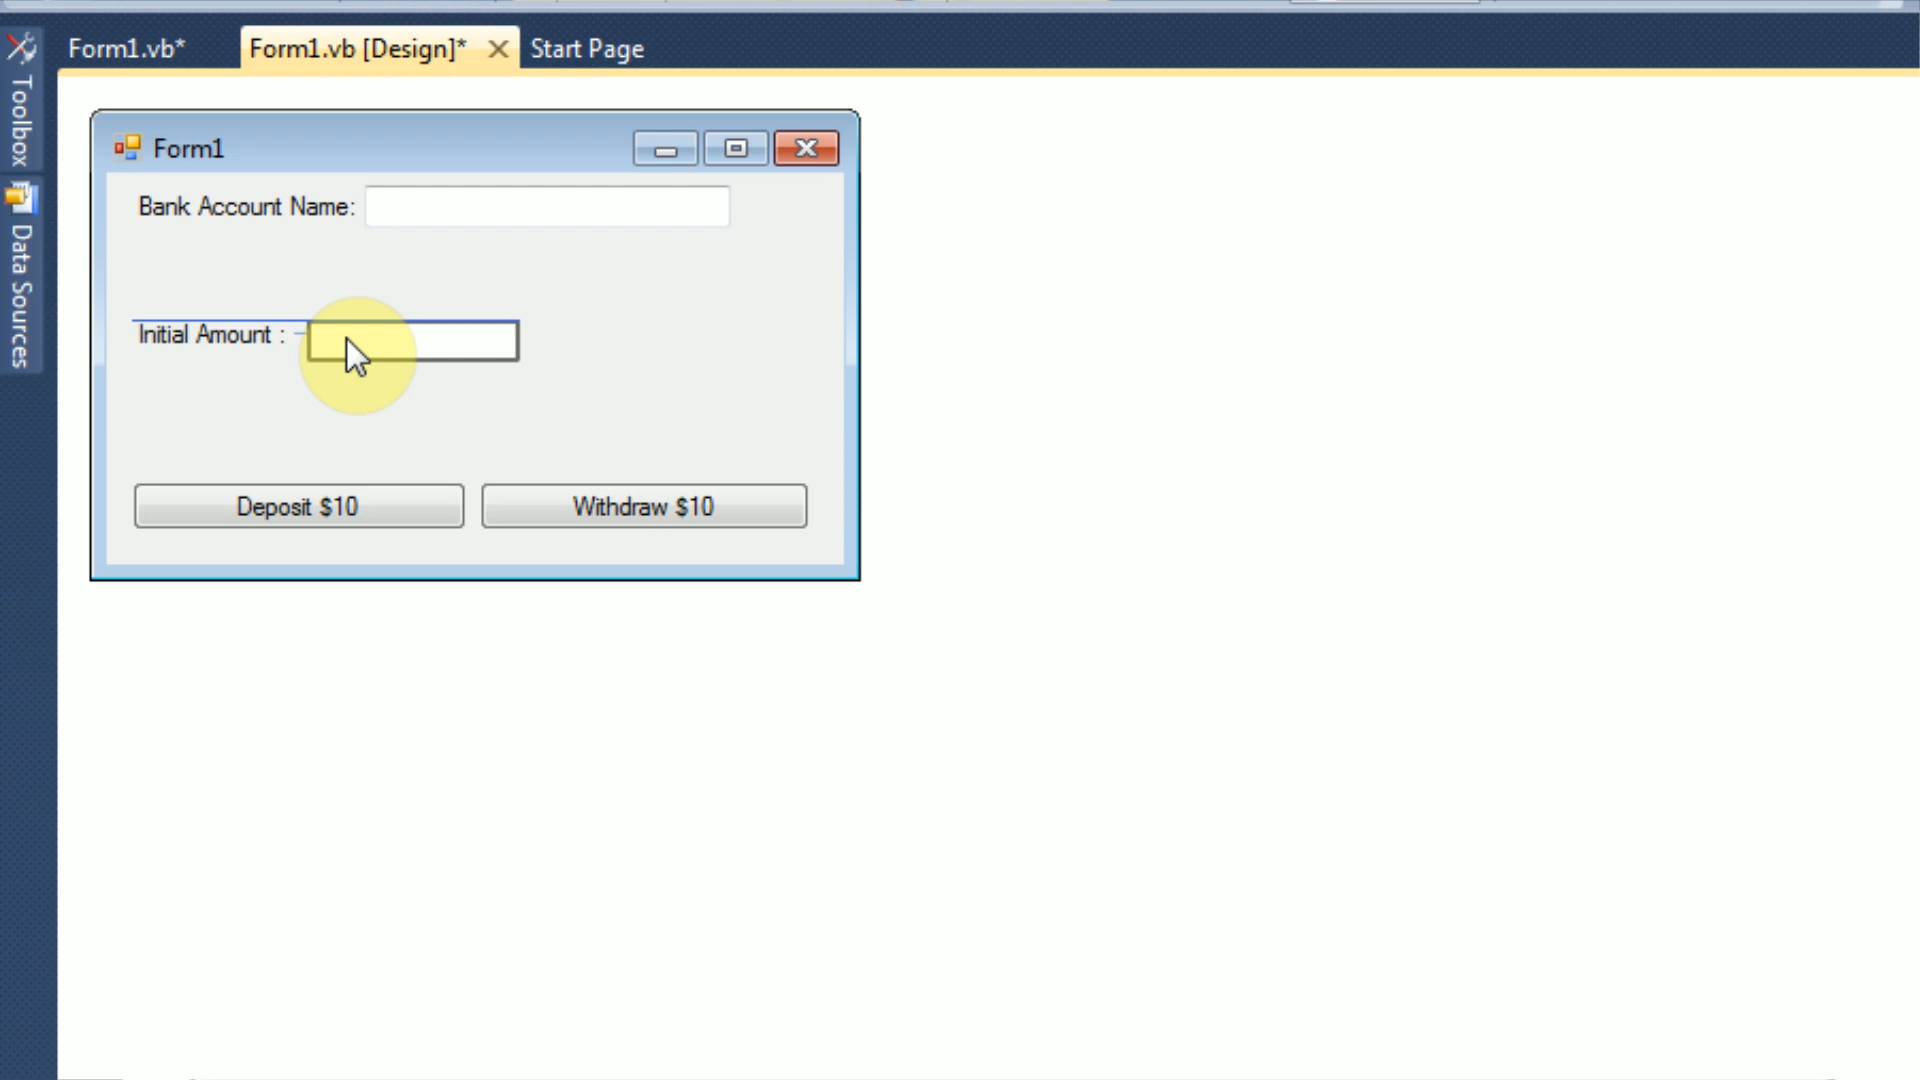 Form1.vb* Form1.vb [Design]* Start Page
Toolbox
Data Sources
Form1
Bank Account Name:
Initial Amount :
Deposit $10 Withdraw $10